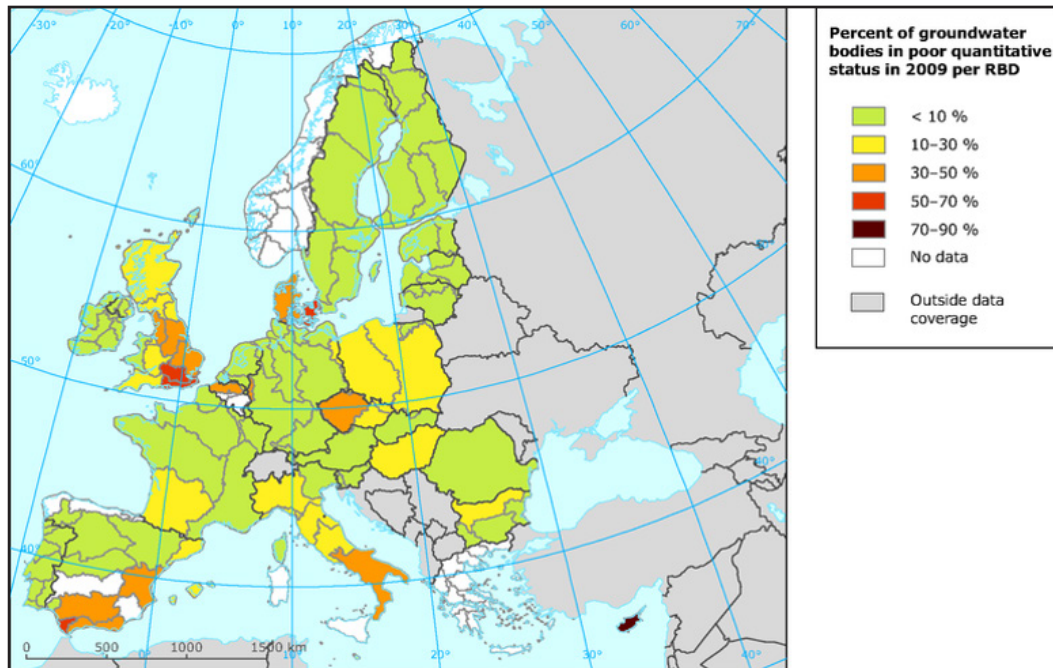 -30° -20° -10° 0° 10° 20° 30° 40° 50° 60° 70°
60°
50°
40°
40°
0 500 1000 1500 km
0° 10° 20° 30° 40°
Percent of groundwater
bodies in poor quantitative
status in 2009 per RBD
< 10 %
10–30 %
30–50 %
50–70 %
70–90 %
No data
Outside data
coverage